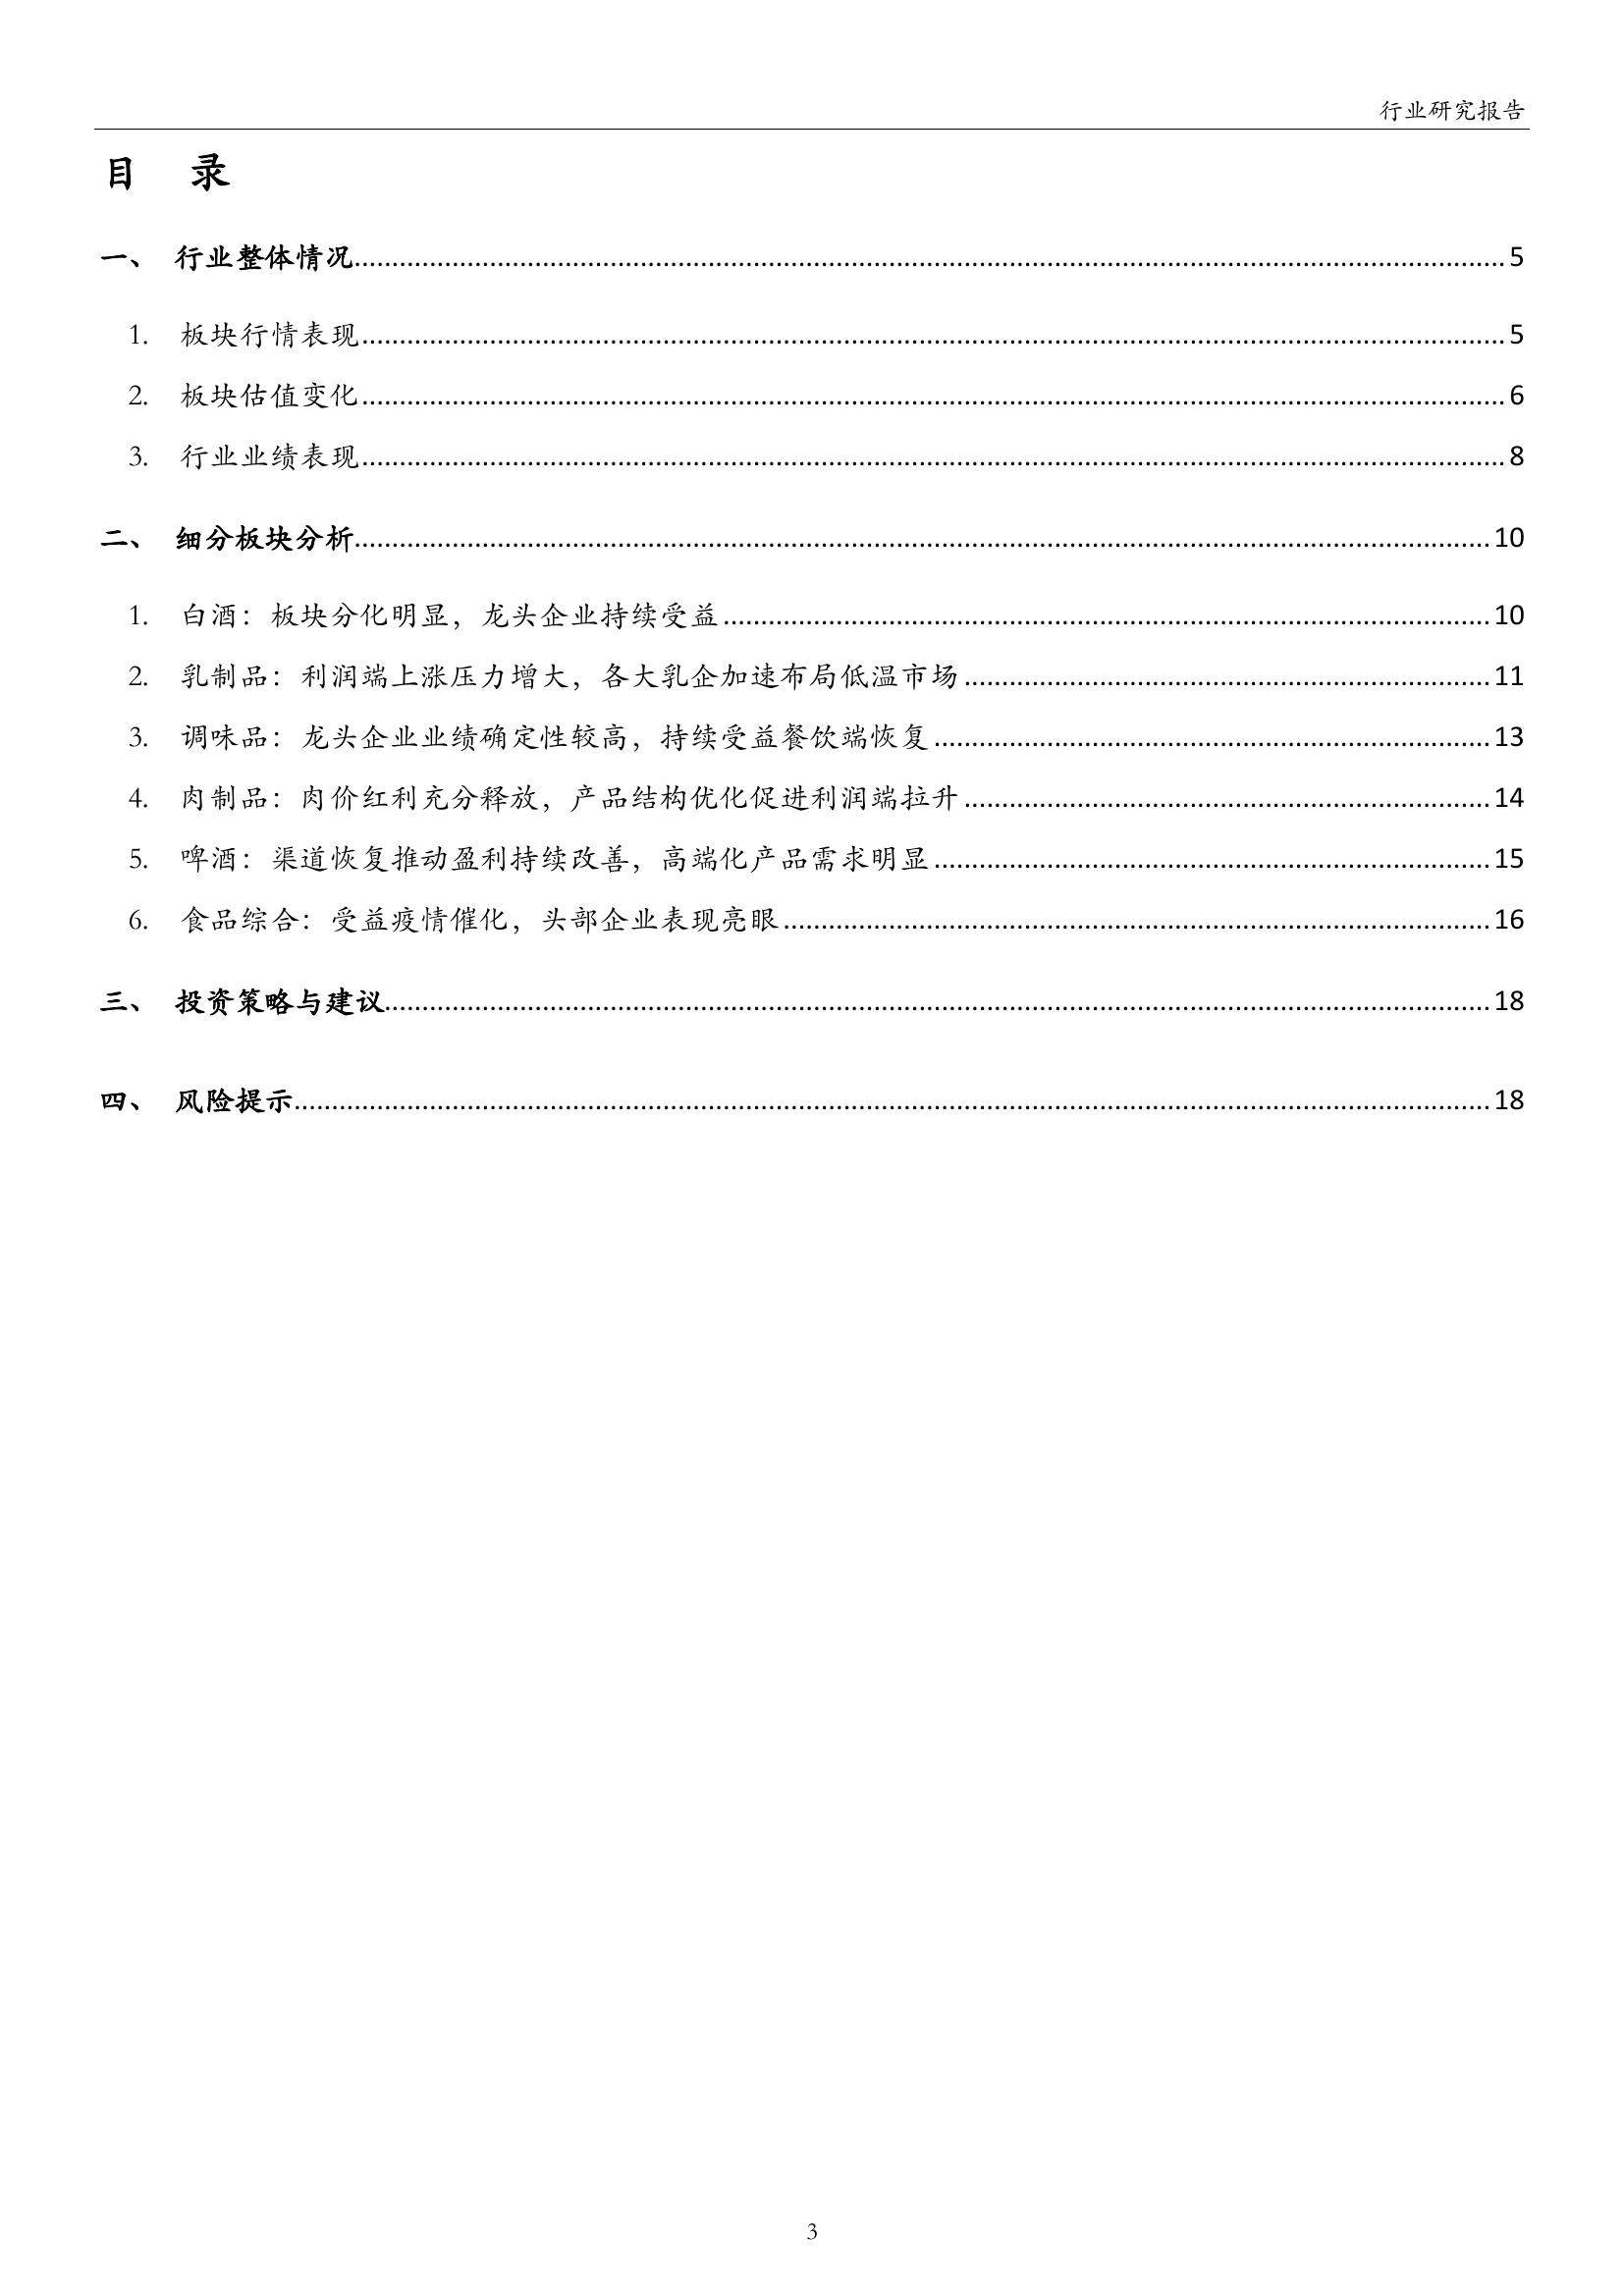 行业研究报告
目 录
一、 行业整体情况........................................5
1. 板块行情表现........................................5
2. 板块估值变化........................................6
3. 行业业绩表现........................................8
二、 细分板块分析........................................10
1. 白酒：板块分化明显，龙头企业持续受益........................................10
2. 乳制品：利润端上涨压力增大，各大乳企加速布局低温市场........................................11
3. 调味品：龙头企业业绩确定性较高，持续受益餐饮端恢复........................................13
4. 肉制品：肉价红利充分释放，产品结构优化促进利润端拉升........................................14
5. 啤酒：渠道恢复推动盈利持续改善，高端化产品需求明显........................................15
6. 食品综合：受益疫情催化，头部企业表现亮眼........................................16
三、 投资策略与建议........................................18
四、 风险提示........................................18
3